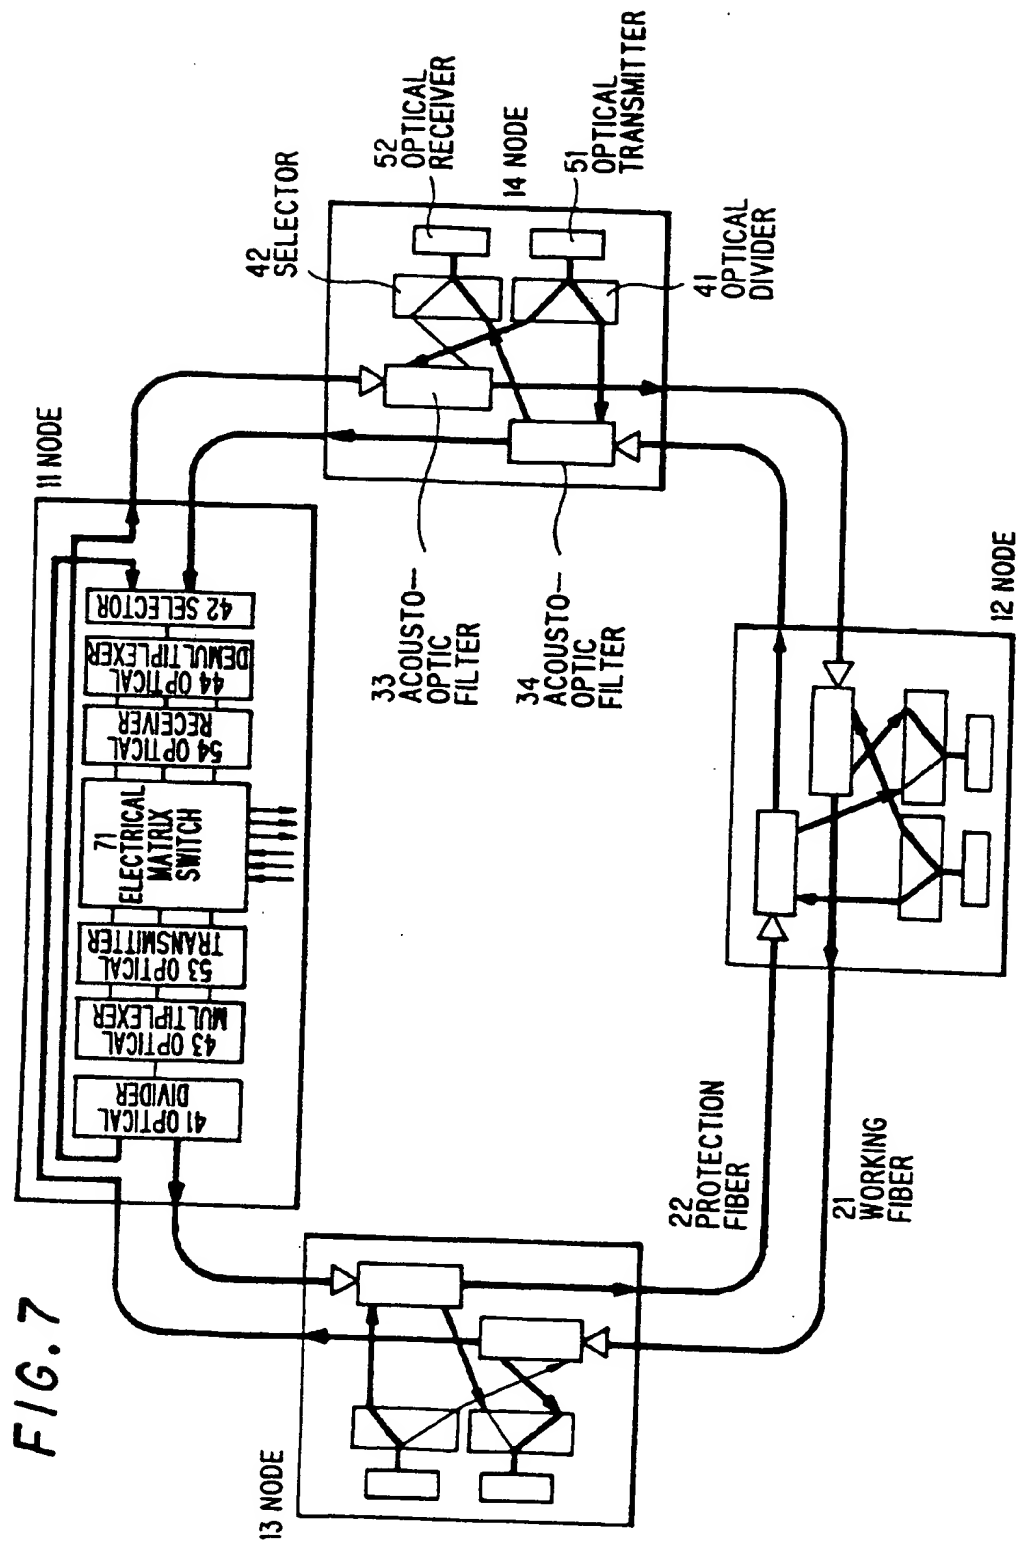 FIG. 7
11 NODE
41 OPTICAL
DIVIDER
43 OPTICAL
MULTIPLEXER
53 OPTICAL
TRANSMITTER
71
ELECTRICAL
MATRIX
SWITCH
54 OPTICAL
RECEIVER
44 OPTICAL
DEMULTIPLEXER
42 SELECTOR
13 NODE
42
SELECTOR
52
OPTICAL
RECEIVER
14 NODE
51
OPTICAL
TRANSMITTER
41
OPTICAL
DIVIDER
33
ACOUSTO-
OPTIC
FILTER
34
ACOUSTO-
OPTIC
FILTER
22
PROTECTION
FIBER
21
WORKING
FIBER
12 NODE